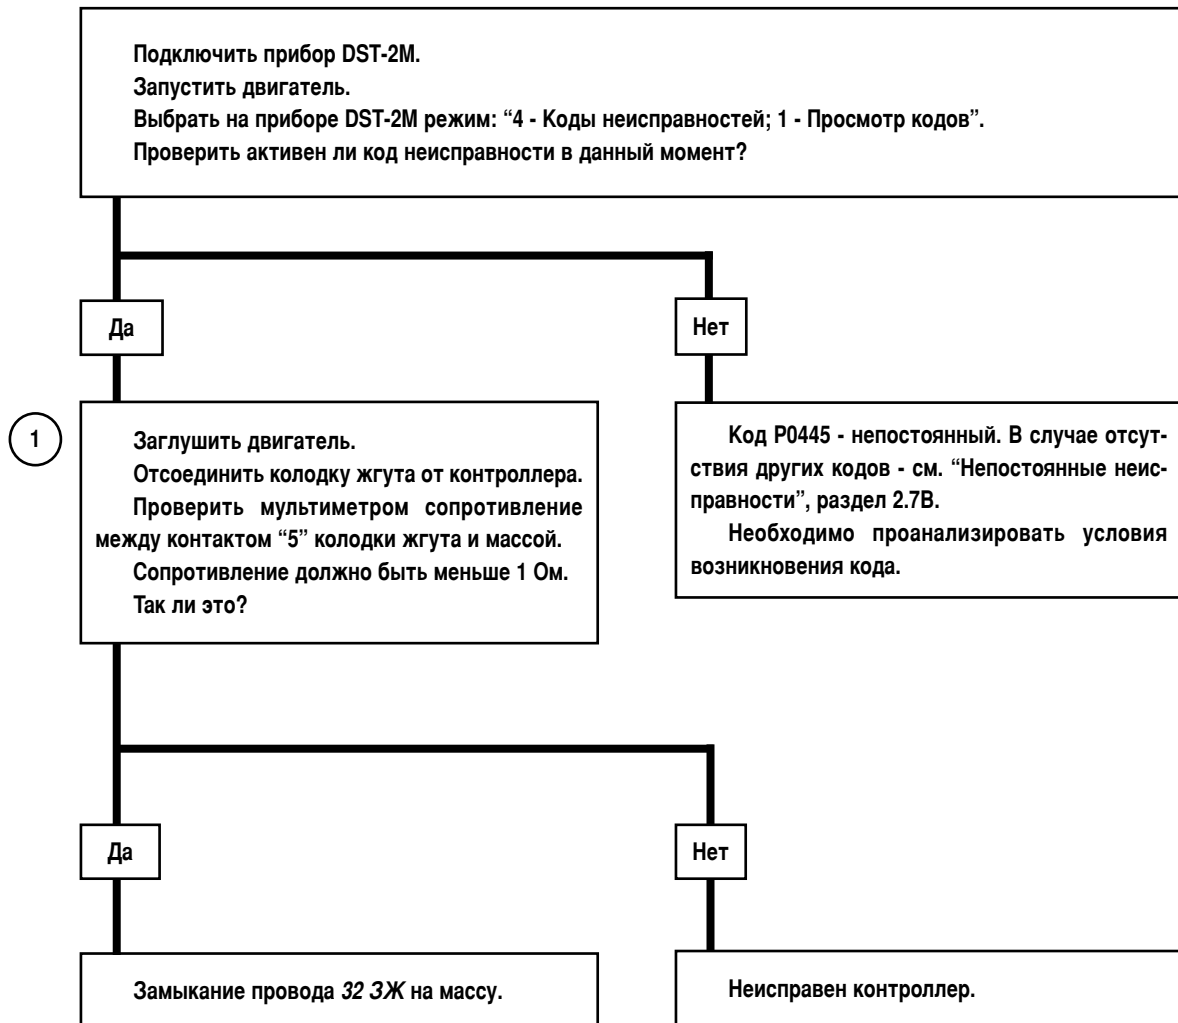 Подключить прибор DST-2M.
Запустить двигатель.
Выбрать на приборе DST-2M режим: “4 - Коды неисправностей; 1 - Просмотр кодов”.
Проверить активен ли код неисправности в данный момент?
Да
Нет
1
Заглушить двигатель.
Отсоединить колодку жгута от контроллера.
Проверить мультиметром сопротивление
между контактом “5” колодки жгута и массой.
Сопротивление должно быть меньше 1 Ом.
Так ли это?
Код P0445 - непостоянный. В случае отсут-
ствия других кодов - см. “Непостоянные неис-
правности”, раздел 2.7В.
Необходимо проанализировать условия
возникновения кода.
Да
Нет
Замыкание провода 32 ЗЖ на массу.
Неисправен контроллер.